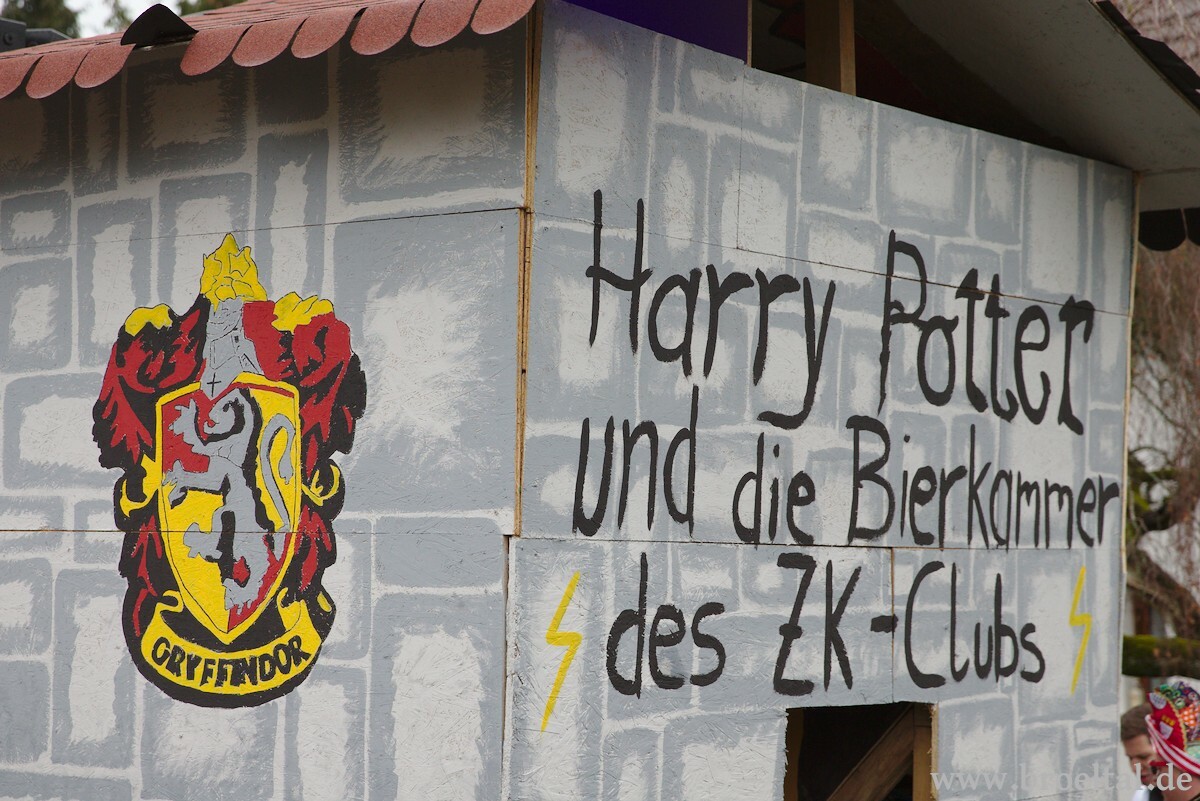 GRYFFINDOR
Harry Potter
und die Bierkammer
des ZK-Clubs